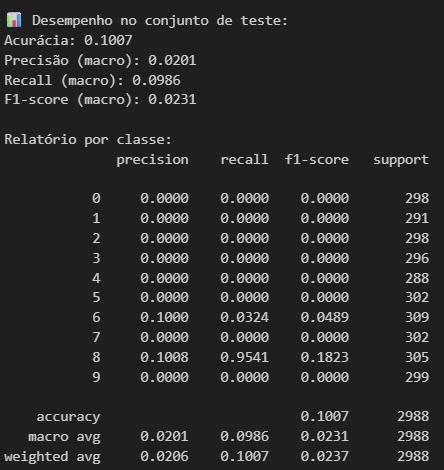 📊 Desempenho no conjunto de teste:
Acurácia: 0.1007
Precisão (macro): 0.0201
Recall (macro): 0.0986
F1-score (macro): 0.0231
Relatório por classe:
precision recall f1-score support
0 0.0000 0.0000 0.0000 298
1 0.0000 0.0000 0.0000 291
2 0.0000 0.0000 0.0000 298
3 0.0000 0.0000 0.0000 296
4 0.0000 0.0000 0.0000 288
5 0.0000 0.0000 0.0000 302
6 0.1000 0.0324 0.0489 309
7 0.0000 0.0000 0.0000 302
8 0.1008 0.9541 0.1823 305
9 0.0000 0.0000 0.0000 299
accuracy 0.1007 2988
macro avg 0.0201 0.0986 0.0231 2988
weighted avg 0.0206 0.1007 0.0237 2988